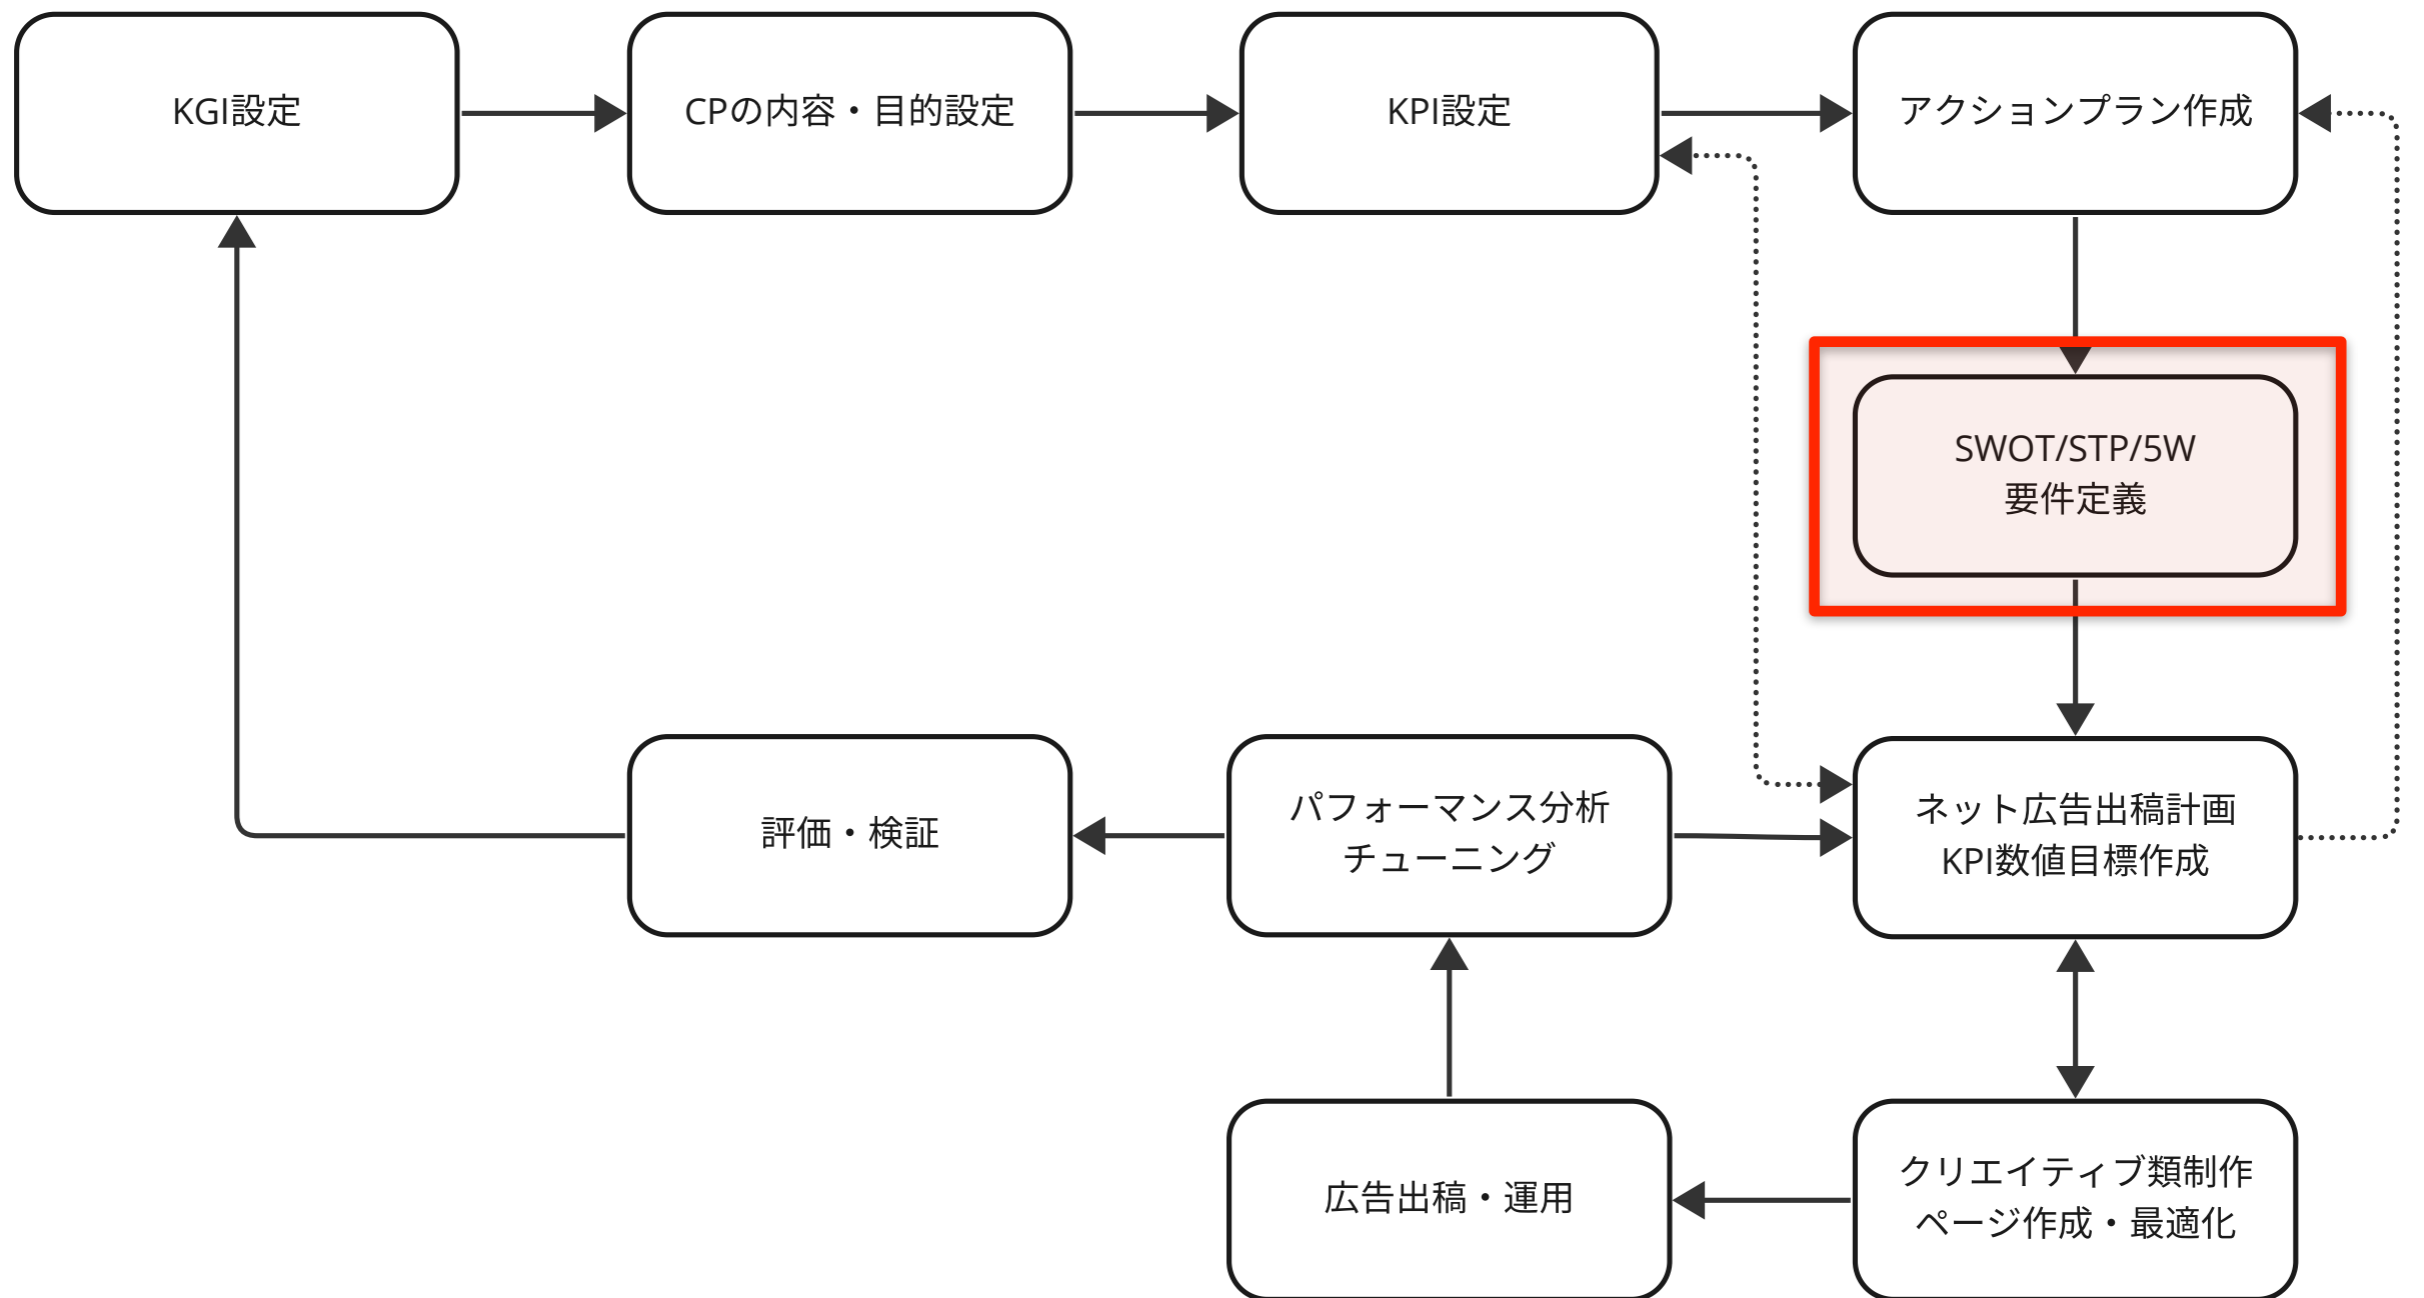 KGI設定
CPの内容・目的設定
KPI設定
アクションプラン作成
SWOT/STP/5W
要件定義
評価・検証
パフォーマンス分析
チューニング
ネット広告出稿計画
KPI数値目標作成
広告出稿・運用
クリエイティブ類制作
ページ作成・最適化